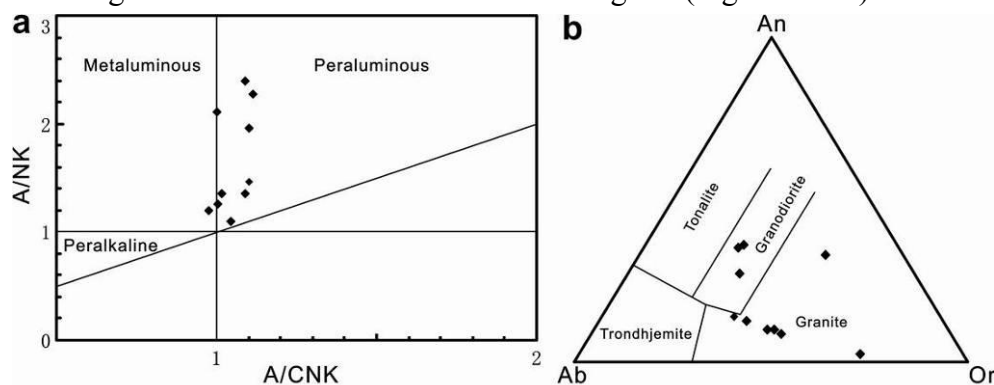 a
b
3
2
1
0
A/NK
Metaluminous
Peraluminous
Peralkaline
1
2
A/CNK
An
Tonalite
Granodiorite
Trondhjemite
Granite
Ab
Or